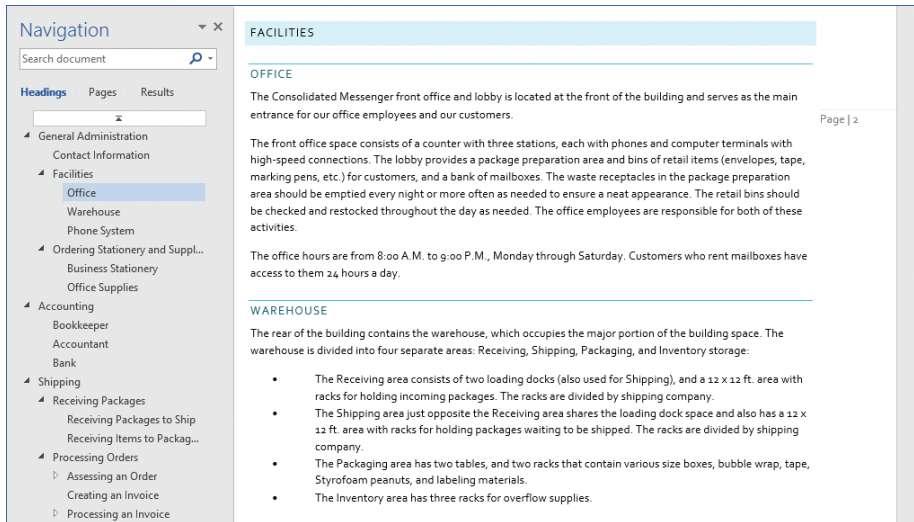 Navigation
Search document
Headings Pages Results
General Administration
Contact Information
Facilities
Office
Warehouse
Phone System
Ordering Stationery and Suppl...
Business Stationery
Office Supplies
Accounting
Bookkeeper
Accountant
Bank
Shipping
Receiving Packages
Receiving Packages to Ship
Receiving Items to Packag...
Processing Orders
Assessing an Order
Creating an Invoice
Processing an Invoice
FACILITIES
OFFICE
The Consolidated Messenger front office and lobby is located at the front of the building and serves as the main
entrance for our office employees and our customers.
Page | 2
The front office space consists of a counter with three stations, each with phones and computer terminals with
high-speed connections. The lobby provides a package preparation area and bins of retail items (envelopes, tape,
marking pens, etc.) for customers, and a bank of mailboxes. The waste receptacles in the package preparation
area should be emptied every night or more often as needed to ensure a neat appearance. The retail bins should
be checked and restocked throughout the day as needed. The office employees are responsible for both of these
activities.
The office hours are from 8:00 A.M. to 9:00 P.M., Monday through Saturday. Customers who rent mailboxes have
access to them 24 hours a day.
WAREHOUSE
The rear of the building contains the warehouse, which occupies the major portion of the building space. The
warehouse is divided into four separate areas: Receiving, Shipping, Packaging, and Inventory storage:
• The Receiving area consists of two loading docks (also used for Shipping), and a 12 x 12 ft. area with
racks for holding incoming packages. The racks are divided by shipping company.
• The Shipping area just opposite the Receiving area shares the loading dock space and also has a 12 x
12 ft. area with racks for holding packages waiting to be shipped. The racks are divided by shipping
company.
• The Packaging area has two tables, and two racks that contain various size boxes, bubble wrap, tape,
Styrofoam peanuts, and labeling materials.
• The Inventory area has three racks for overflow supplies.